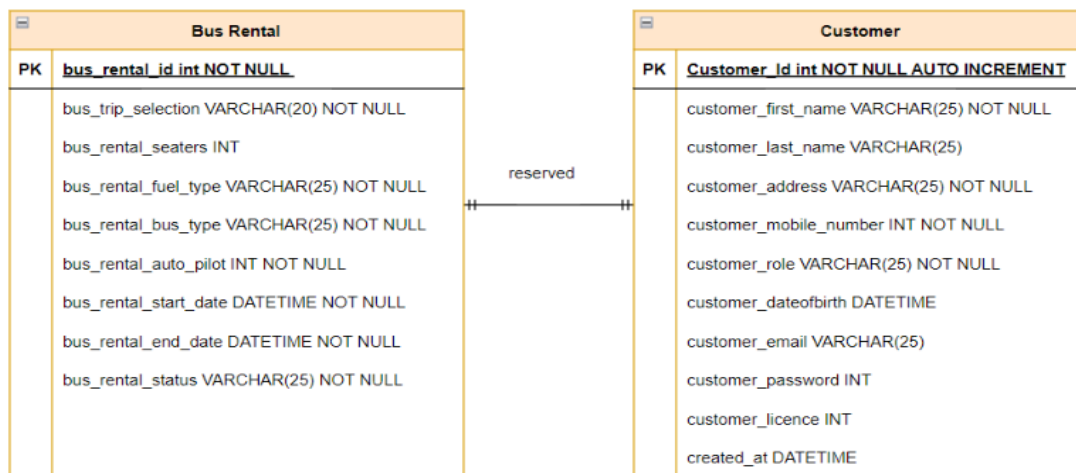 Bus Rental
PK bus_rental_id int NOT NULL
bus_trip_selection VARCHAR(20) NOT NULL
bus_rental_seaters INT
bus_rental_fuel_type VARCHAR(25) NOT NULL
bus_rental_bus_type VARCHAR(25) NOT NULL
bus_rental_auto_pilot INT NOT NULL
bus_rental_start_date DATETIME NOT NULL
bus_rental_end_date DATETIME NOT NULL
bus_rental_status VARCHAR(25) NOT NULL
reserved
Customer
PK Customer_Id int NOT NULL AUTO INCREMENT
customer_first_name VARCHAR(25) NOT NULL
customer_last_name VARCHAR(25)
customer_address VARCHAR(25) NOT NULL
customer_mobile_number INT NOT NULL
customer_role VARCHAR(25) NOT NULL
customer_dateofbirth DATETIME
customer_email VARCHAR(25)
customer_password INT
customer_licence INT
created_at DATETIME